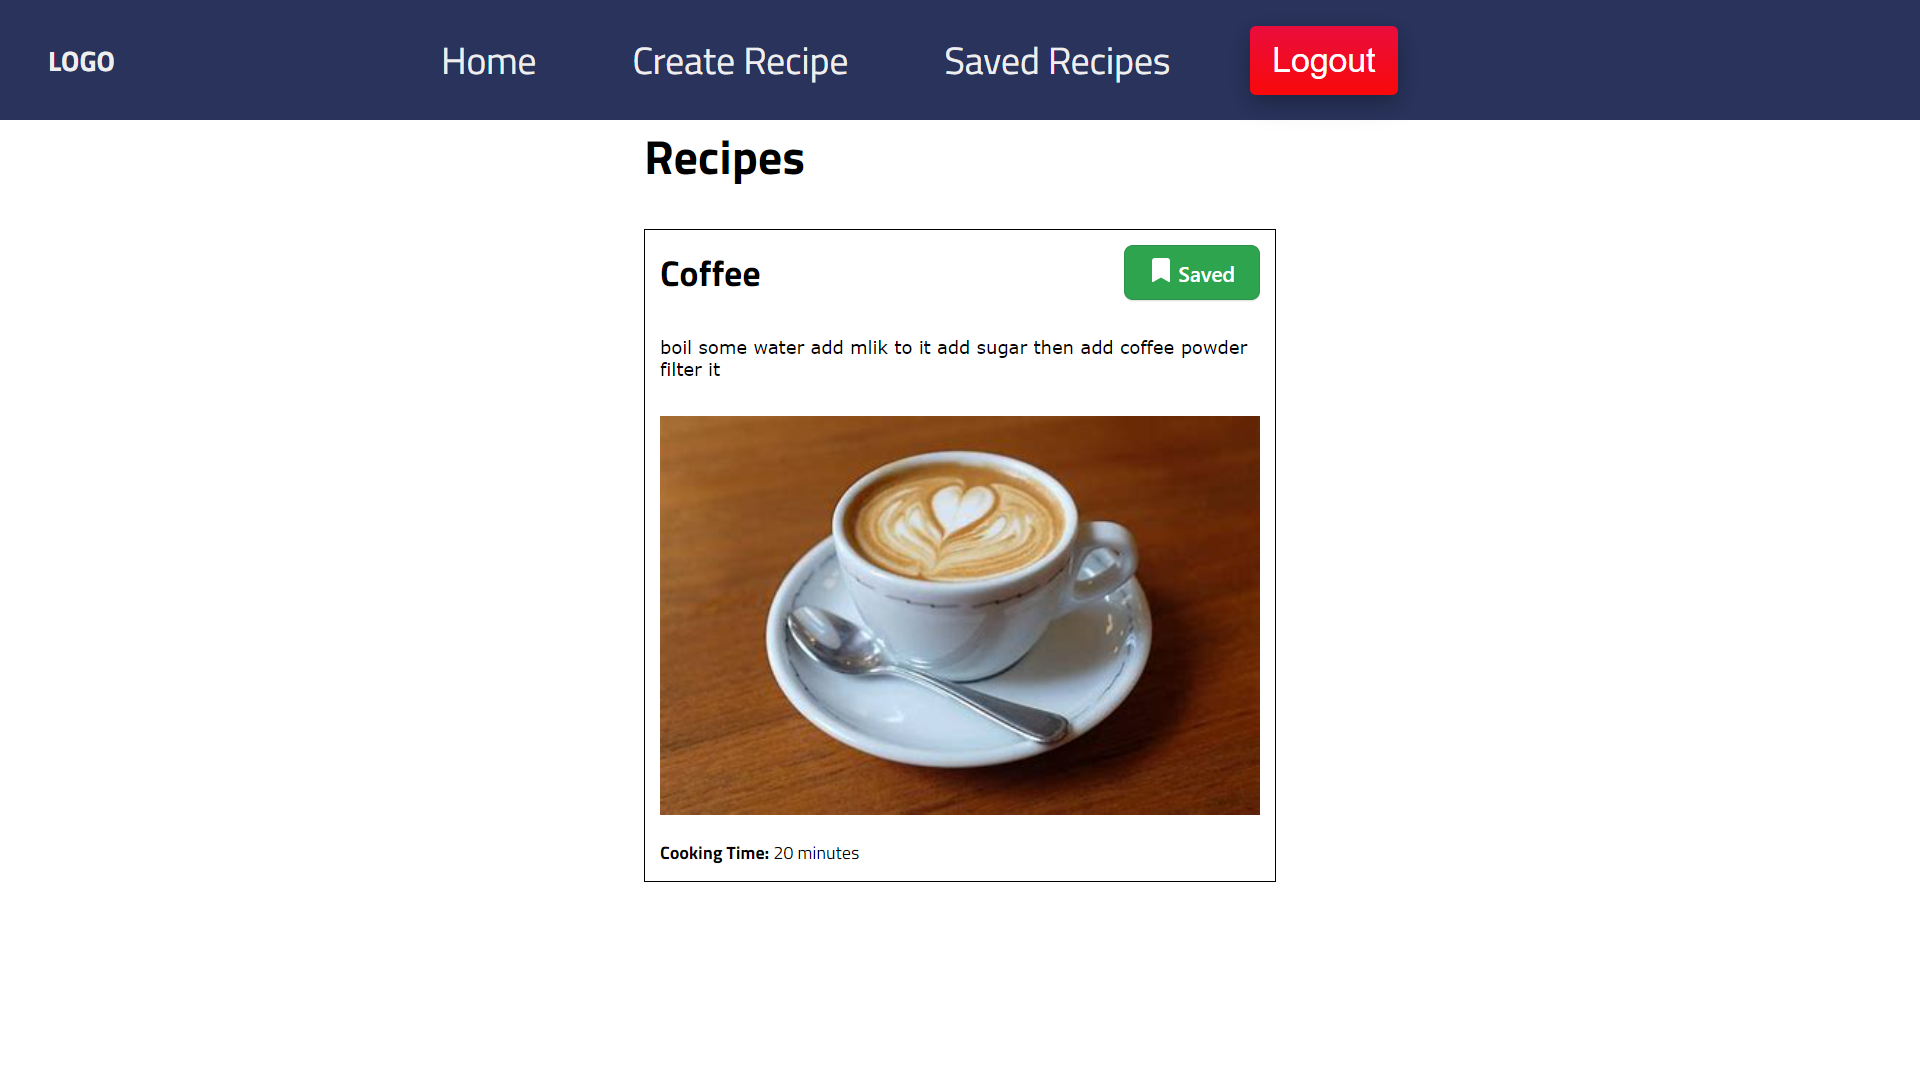 LOGO
Home
Create Recipe
Saved Recipes
Logout
Recipes
Coffee
Saved
boil some water add mlik to it add sugar then add coffee powder
filter it
Cooking Time: 20 minutes